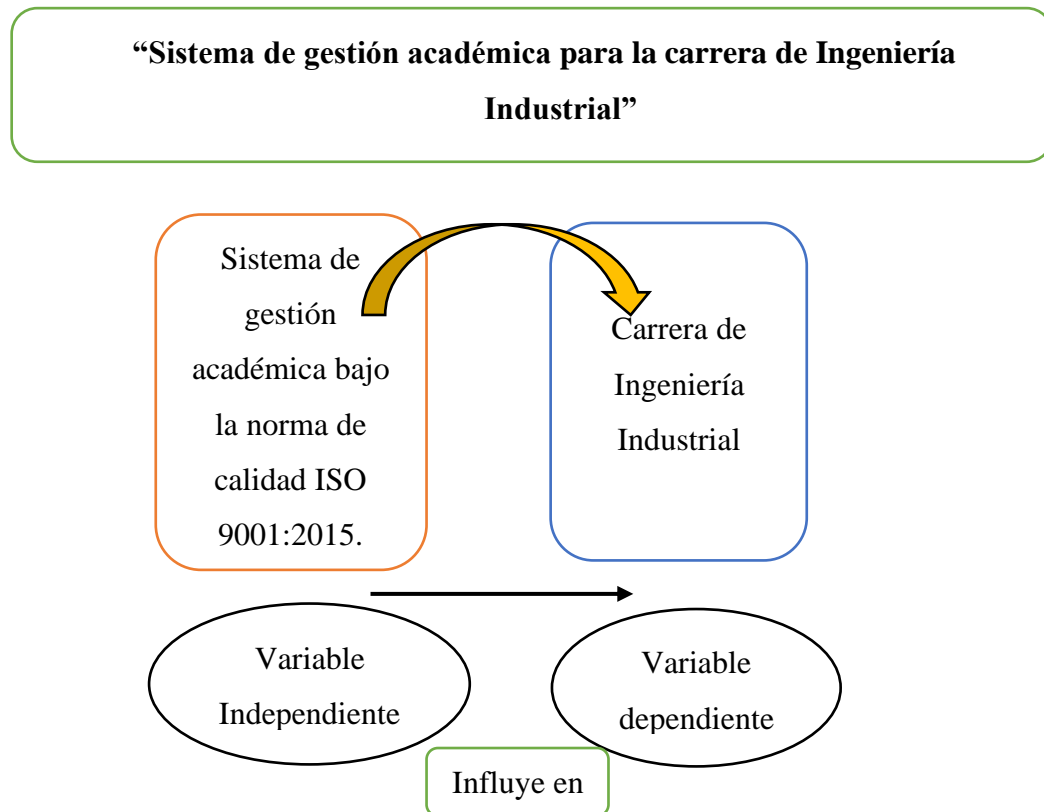 “Sistema de gestión académica para la carrera de Ingeniería
Industrial”
Sistema de
gestión
académica bajo
la norma de
calidad ISO
9001:2015.
Carrera de
Ingeniería
Industrial
Variable
Independiente
Variable
dependiente
Influye en